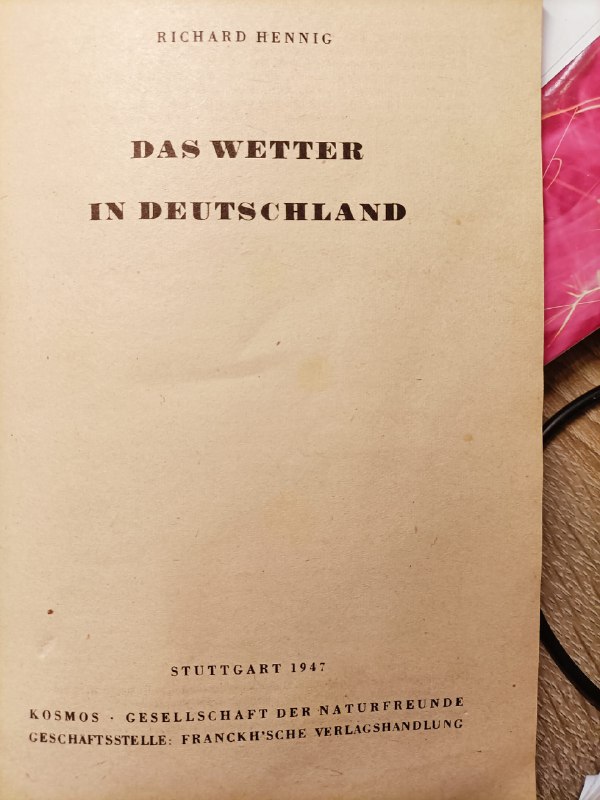 RICHARD HENNIG
DAS WETTER
IN DEUTSCHLAND
STUTTGART 1947
KOSMOS · GESELLSCHAFT DER NATURFREUNDE
GESCHÄFTSSTELLE: FRANCKH'SCHE VERLAGSHANDLUNG